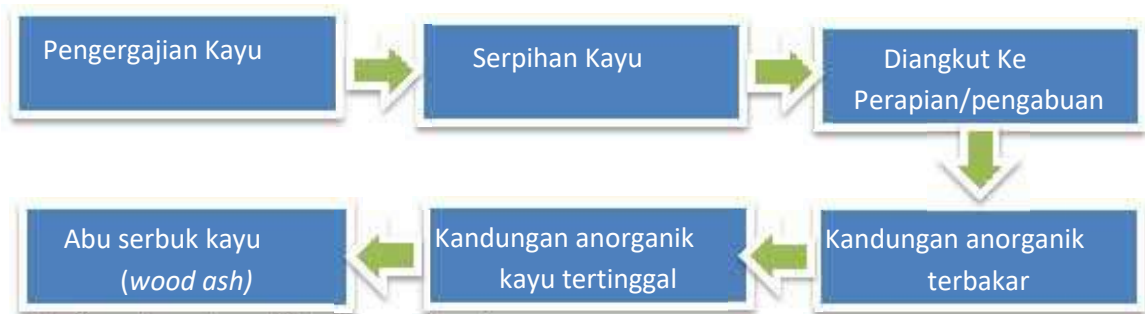 Pengergajian Kayu
Serpihan Kayu
Diangkut Ke
Perapian/pengabuan
Kandungan anorganik
terbakar
Kandungan anorganik
kayu tertinggal
Abu serbuk kayu
(wood ash)